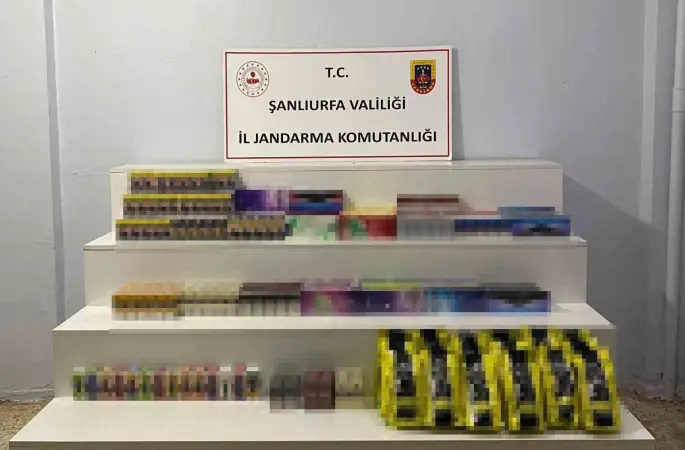 T.C.
ŞANLIURFA VALİLİĞİ
İL JANDARMA KOMUTANLIĞI